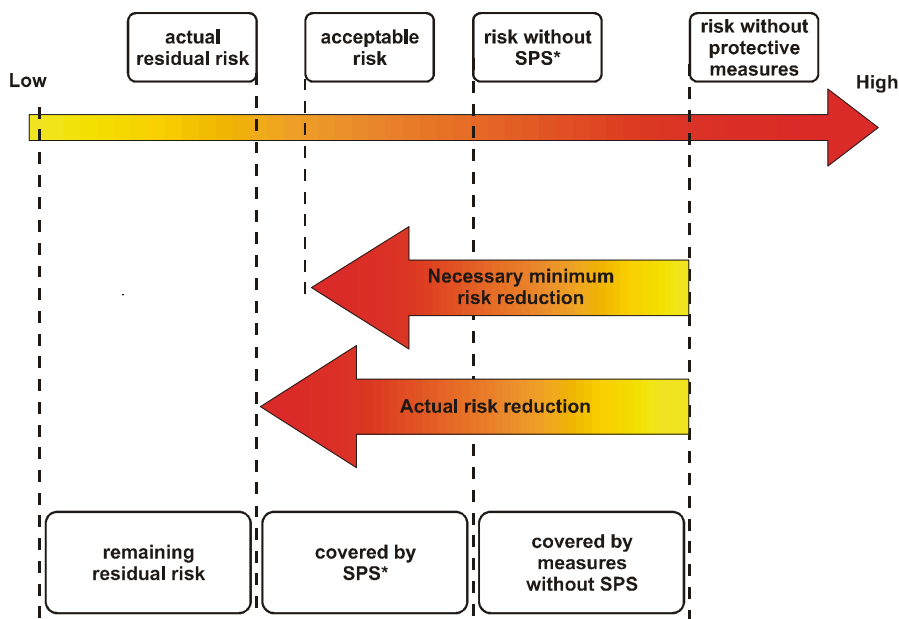 actual
residual risk
acceptable
risk
risk without
SPS*
risk without
protective
measures
Low
High
Necessary minimum
risk reduction
Actual risk reduction
remaining
residual risk
covered by
SPS*
covered by
measures
without SPS